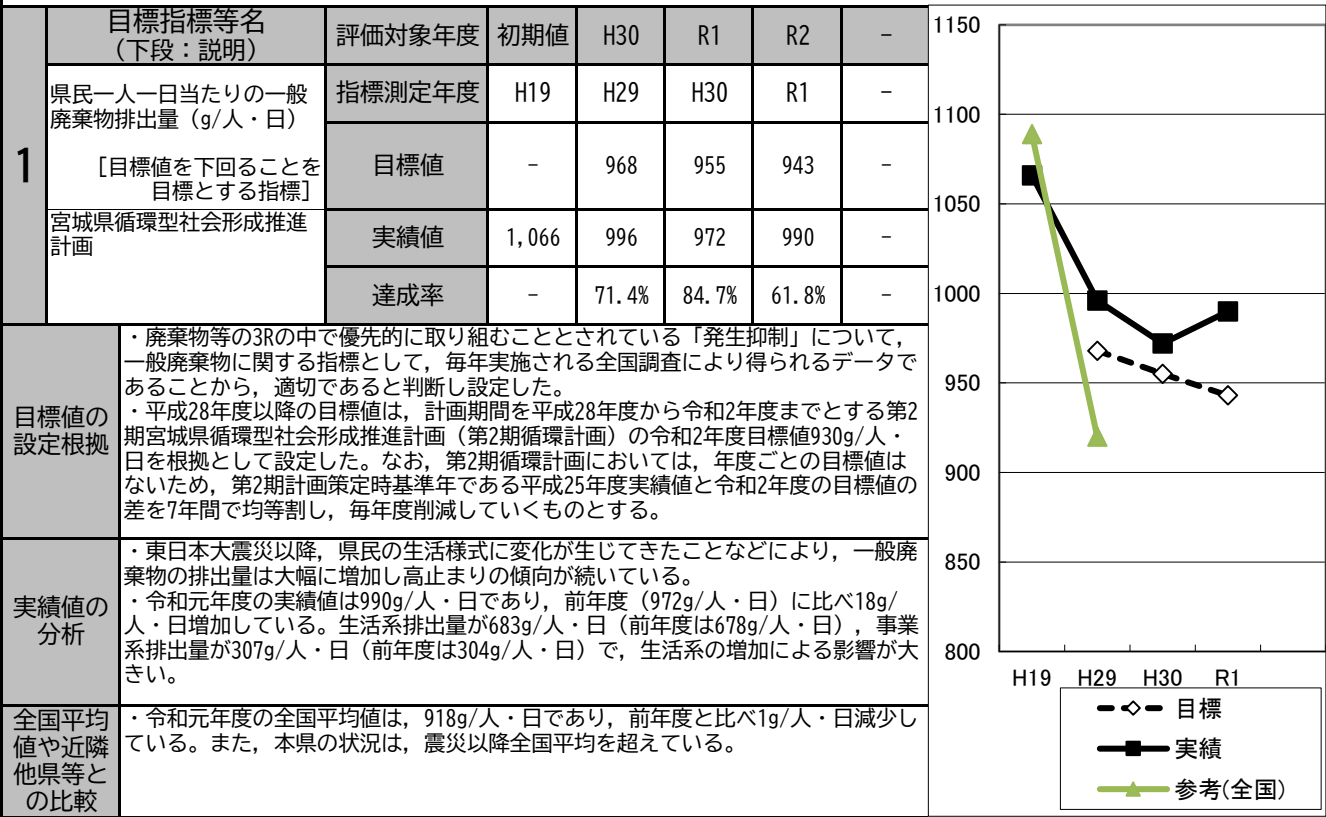 1
目標指標等名
（下段：説明）
評価対象年度 初期値 H30 R1 R2 -
県民一人一日当たりの一般
廃棄物排出量（g/人・日）
[目標値を下回ることを
目標とする指標]
宮城県循環型社会形成推進
計画
指標測定年度 H19 H29 H30 R1 -
目標値 - 968 955 943 -
実績値 1,066 996 972 990 -
達成率 - 71.4% 84.7% 61.8% -
目標値の
設定根拠
・廃棄物等の3Rの中で優先的に取り組むこととされている「発生抑制」について，
一般廃棄物に関する指標として，毎年実施される全国調査により得られるデータで
あることから，適切であると判断し設定した。
・平成28年度以降の目標値は，計画期間を平成28年度から令和2年度までとする第2
期宮城県循環型社会形成推進計画（第2期循環計画）の令和2年度目標値930g/人・
日を根拠として設定した。なお，第2期循環計画においては，年度ごとの目標値は
ないため，第2期計画策定時基準年である平成25年度実績値と令和2年度の目標値の
差を7年間で均等割し，毎年度削減していくものとする。
実績値の
分析
・東日本大震災以降，県民の生活様式に変化が生じてきたことなどにより，一般廃
棄物の排出量は大幅に増加し高止まりの傾向が続いている。
・令和元年度の実績値は990g/人・日であり，前年度（972g/人・日）に比べ18g/
人・日増加している。生活系排出量が683g/人・日（前年度は678g/人・日），事業
系排出量が307g/人・日（前年度は304g/人・日）で，生活系の増加による影響が大
きい。
全国平均
値や近隣
他県等と
の比較
・令和元年度の全国平均値は，918g/人・日であり，前年度と比べ1g/人・日減少し
ている。また，本県の状況は，震災以降全国平均を超えている。
1150
1100
1050
1000
950
900
850
800
H19 H29 H30 R1
目標
実績
参考(全国)